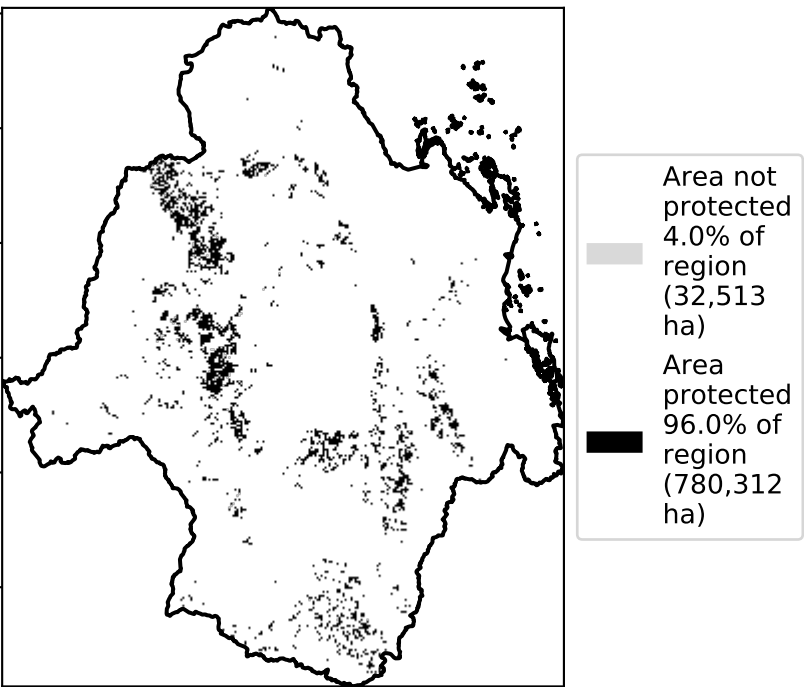 Area not
protected
4.0% of
region
(32,513
ha)
Area
protected
96.0% of
region
(780,312
ha)